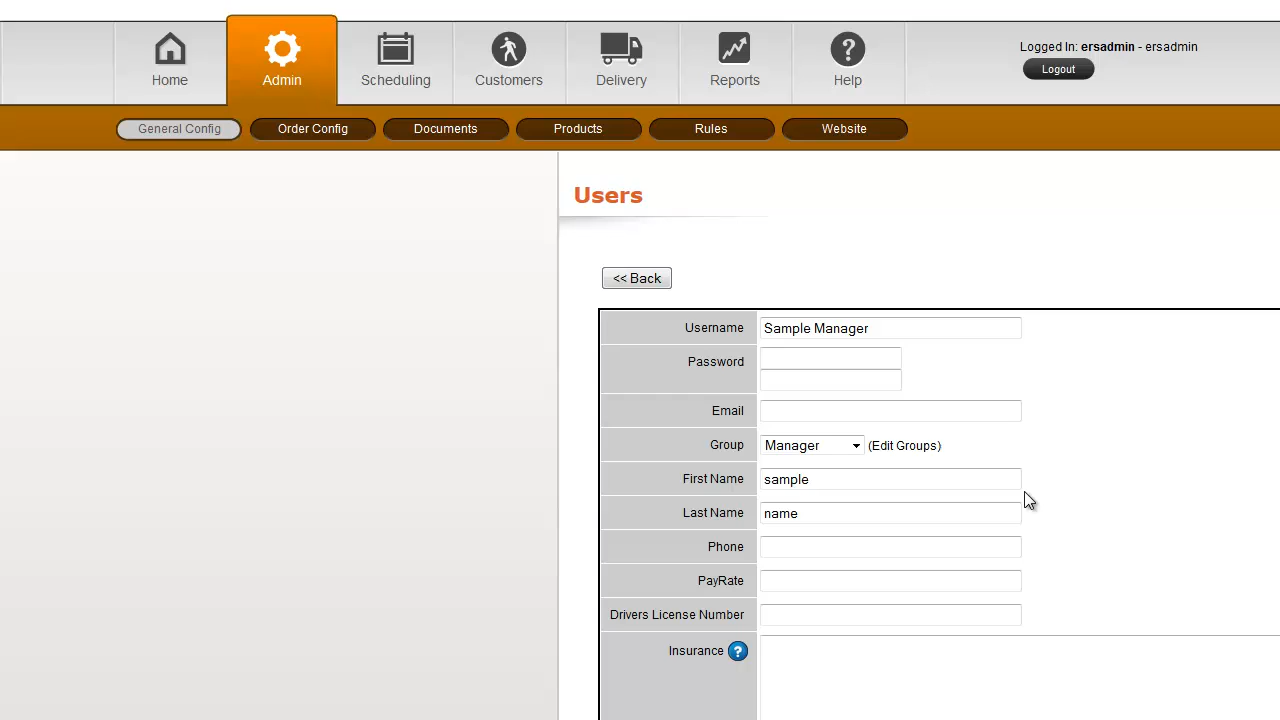 Home
Admin
Scheduling
Customers
Delivery
Reports
Help
Logged In: ersadmin - ersadmin
Logout
General Config
Order Config
Documents
Products
Rules
Website
Users
<< Back
Username Sample Manager
Password
Email
Group Manager (Edit Groups)
First Name sample
Last Name name
Phone
PayRate
Drivers License Number
Insurance ?